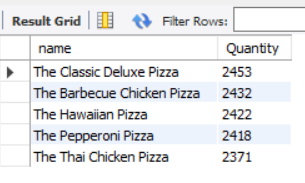 Result Grid Filter Rows:
name Quantity
The Classic Deluxe Pizza 2453
The Barbecue Chicken Pizza 2432
The Hawaiian Pizza 2422
The Pepperoni Pizza 2418
The Thai Chicken Pizza 2371